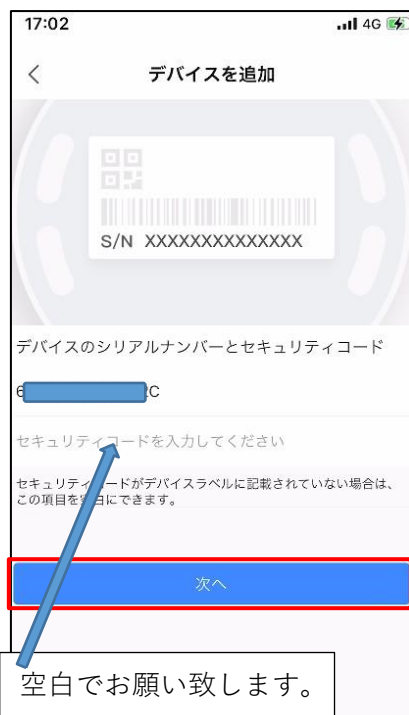 17:02 4G
デバイスを追加
S/N XXXXXXXXXXXXXX
デバイスのシリアルナンバーとセキュリティコード
6 C
セキュリティコードを入力してください
セキュリティ ードがデバイスラベルに記載されていない場合は、
この項目を空白にできます。
次へ
空白でお願い致します。